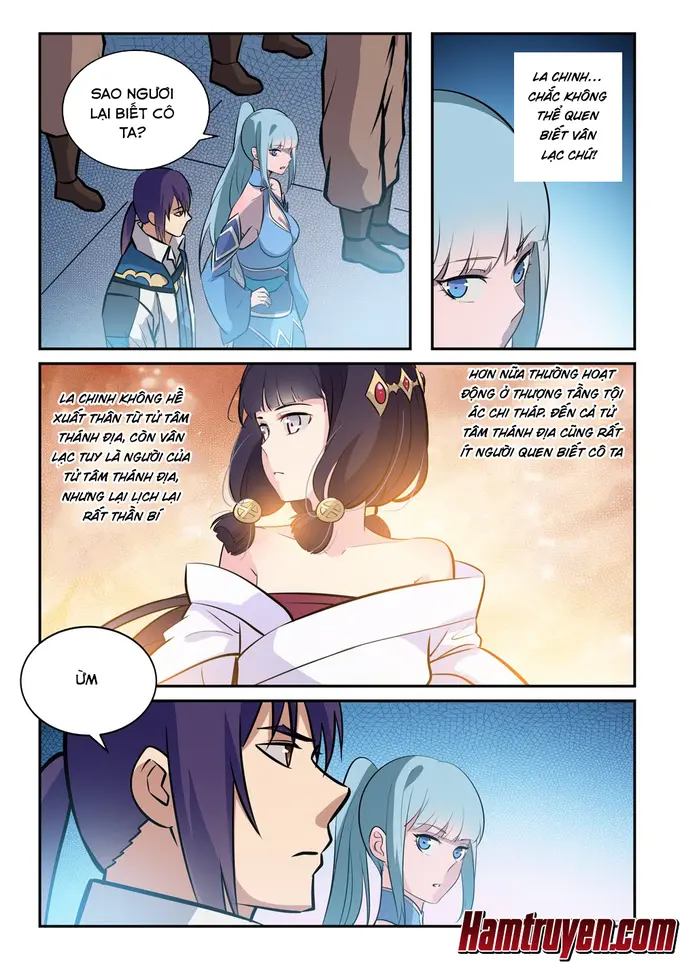 SAO NGƯƠI
LẠI BIẾT CÔ
TA?
LA CHINH...
CHẮC KHÔNG
THỂ QUEN
BIẾT VÂN
LẠC CHỨ!
LA CHINH KHÔNG HỀ
XUẤT THÂN TỪ TỬ TÂM
THÁNH ĐỊA, CÒN VÂN
LẠC TUY LÀ NGƯỜI CỦA
TỬ TÂM THÁNH ĐỊA,
NHƯNG LẠI LỊCH LẠI
RẤT THẦN BÍ
HƠN NỮA THƯỜNG HOẠT
ĐỘNG Ở THƯỢNG TẦNG TỘI
ÁC CHI THÁP. ĐẾN CẢ TỬ
TÂM THÁNH ĐỊA CŨNG RẤT
ÍT NGƯỜI QUEN BIẾT CÔ TA
ỪM
Hamtruyen.com